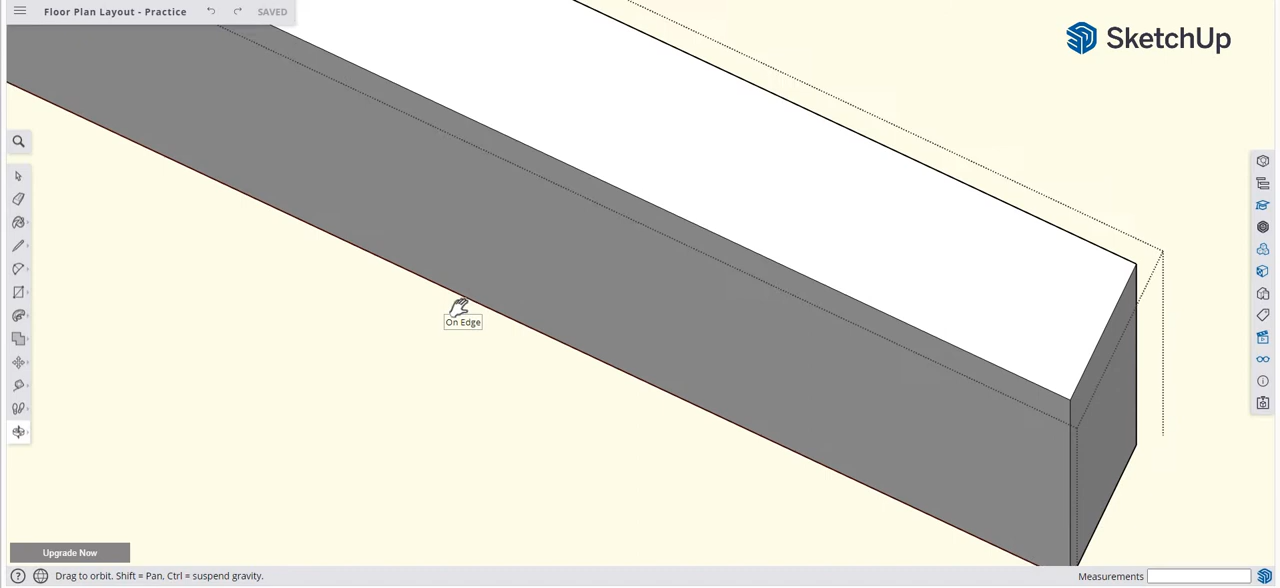 Floor Plan Layout - Practice
SAVED
SketchUp
On Edge
Upgrade Now
Drag to orbit. Shift = Pan, Ctrl = suspend gravity.
Measurements